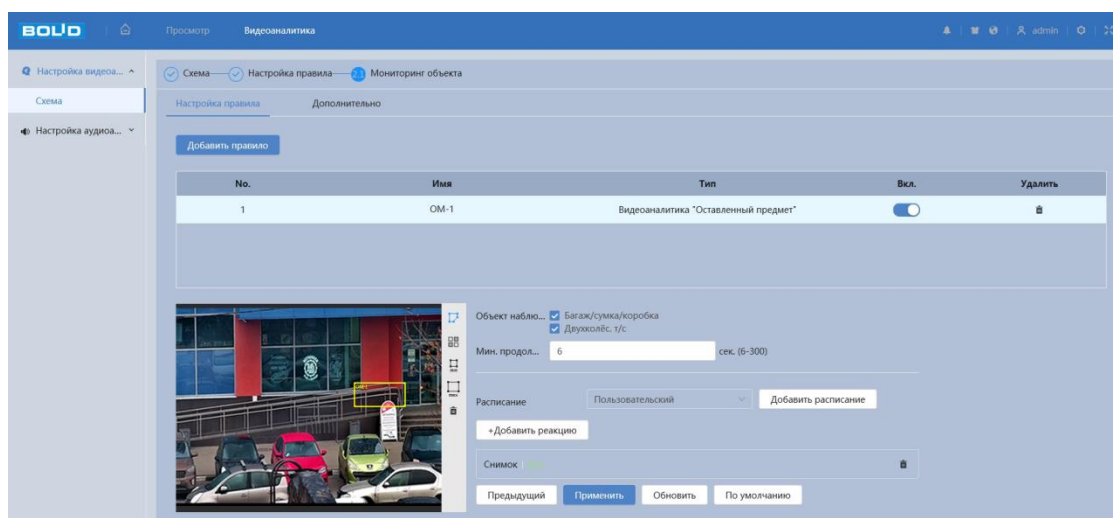 BOLID
Просмотр Видеоаналитика admin
Настройка видеоа...
Схема
Настройка аудиоа...
Схема Настройка правила Мониторинг объекта
Настройка правила Дополнительно
Добавить правило
No. Имя Тип Вкл. Удалить
1 OM-1 Видеоаналитика "Оставленный предмет"
Объект наблю... Багаж/сумка/коробка
Двухколёс. т/с
Мин. продол... 6 сек. (6-300)
Расписание Пользовательский Добавить расписание
+Добавить реакцию
Снимок
Предыдущий Применить Обновить По умолчанию